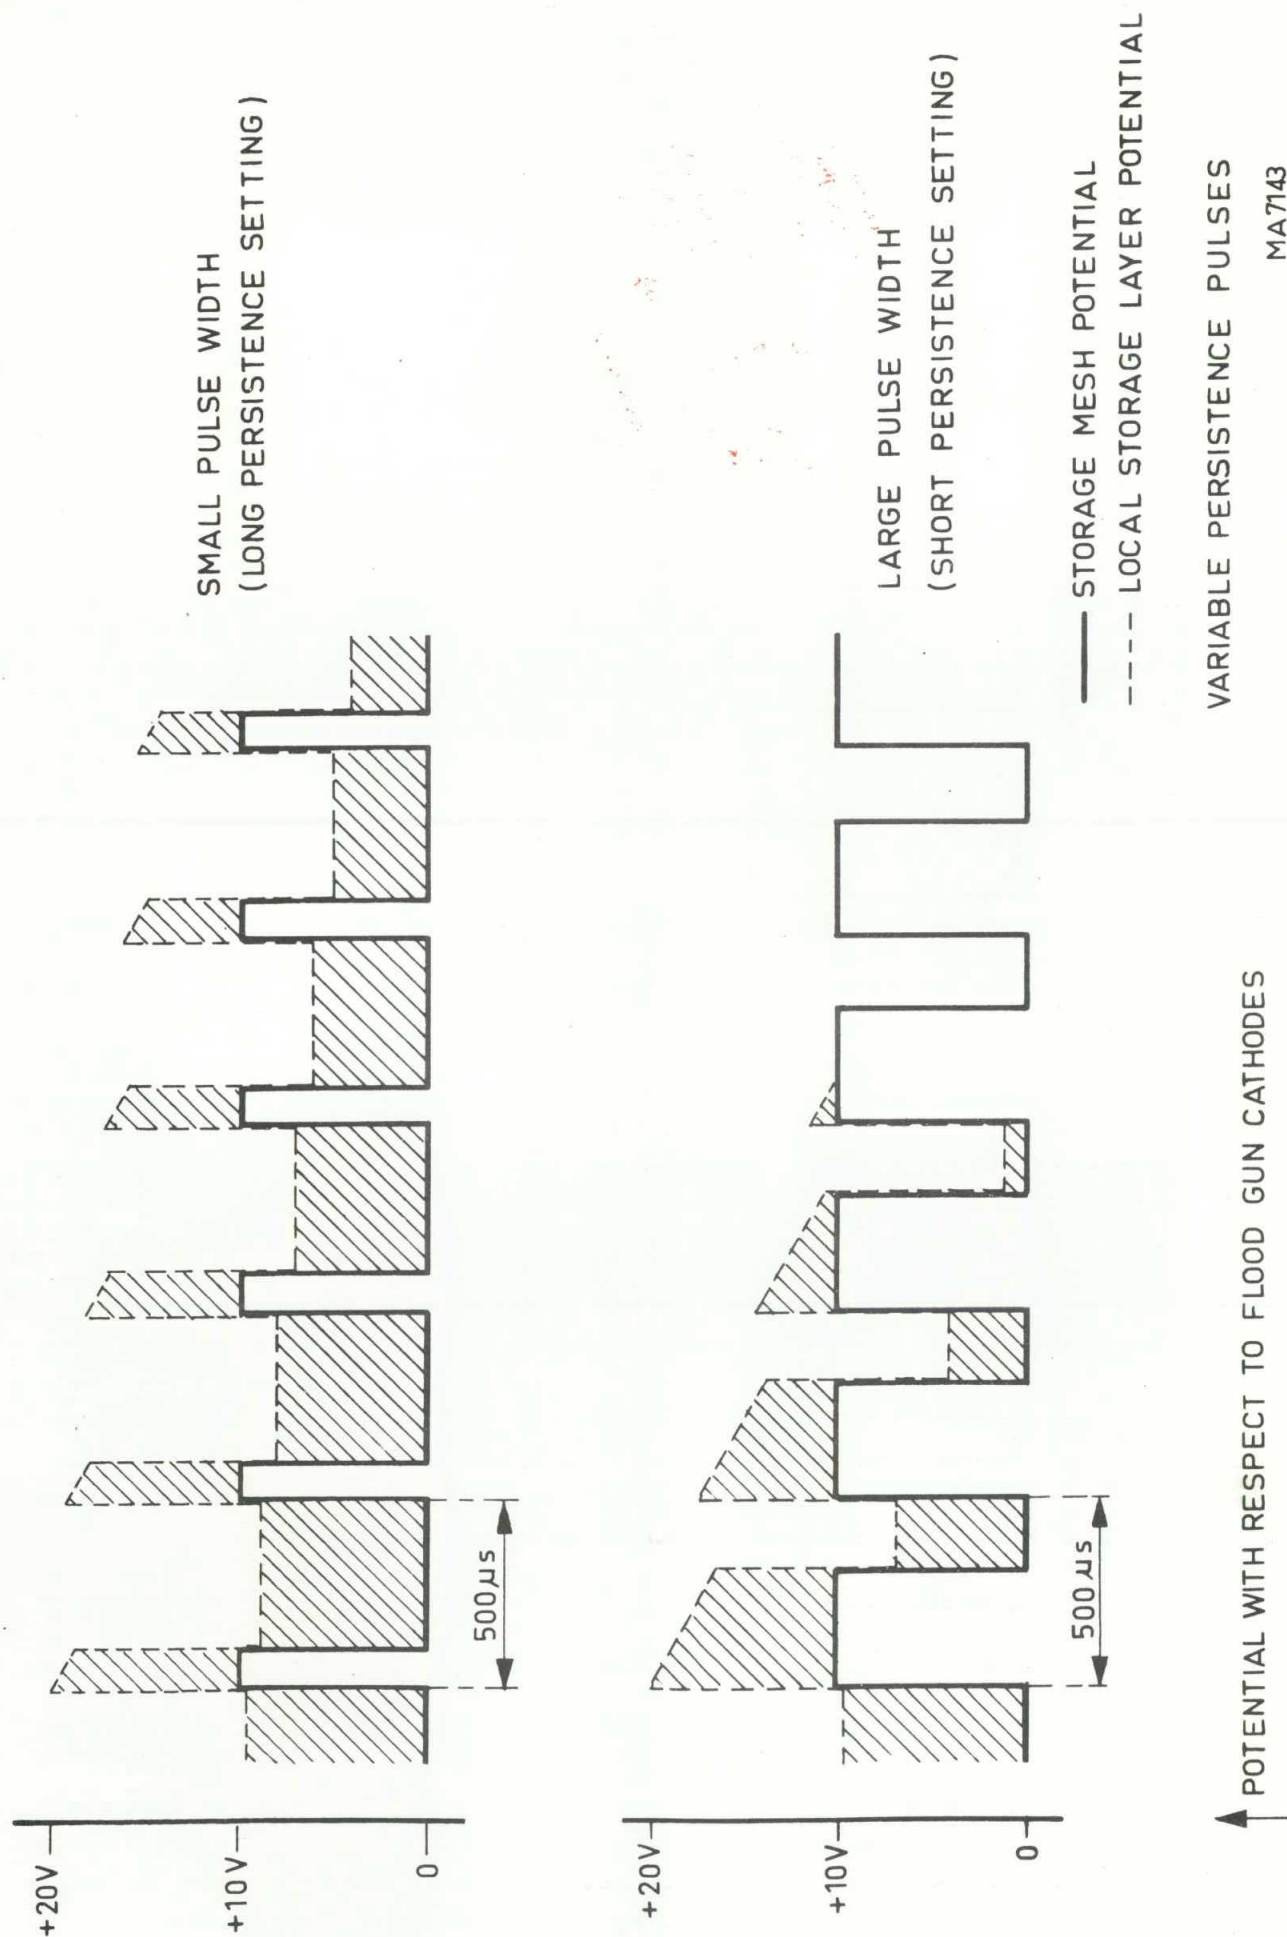 +20V
+10V
0
500µs
SMALL PULSE WIDTH
(LONG PERSISTENCE SETTING)
+20V
+10V
0
500µs
LARGE PULSE WIDTH
(SHORT PERSISTENCE SETTING)
STORAGE MESH POTENTIAL
LOCAL STORAGE LAYER POTENTIAL
POTENTIAL WITH RESPECT TO FLOOD GUN CATHODES
VARIABLE PERSISTENCE PULSES
MA7143